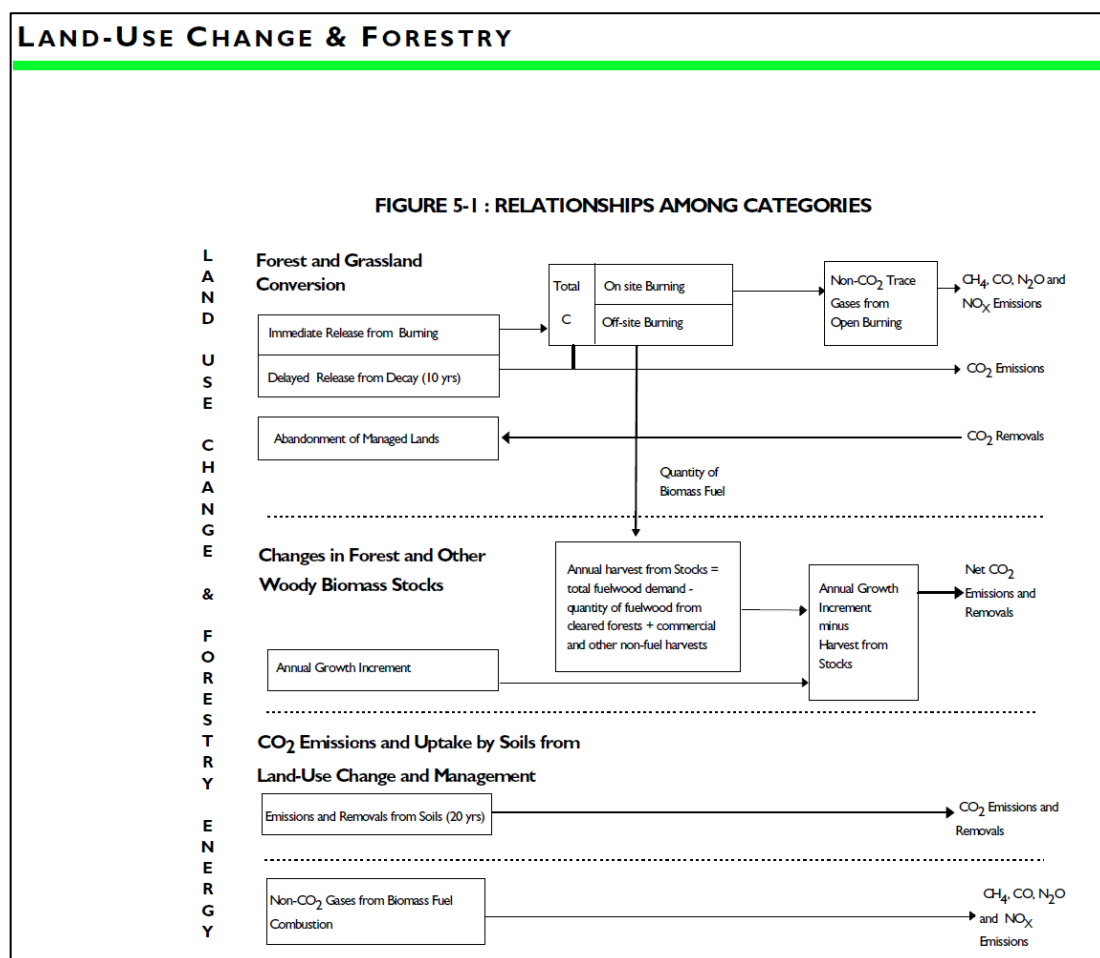 LAND-USE CHANGE & FORESTRY
FIGURE 5-1 : RELATIONSHIPS AMONG CATEGORIES
LAND USE CHANGE & FORESTRY ENERGY
Forest and Grassland
Conversion
Immediate Release from Burning
Delayed Release from Decay (10 yrs)
Total
C
On site Burning
Off-site Burning
Non-CO₂ Trace
Gases from
Open Burning
CH₄, CO, N₂O and
NOₓ Emissions
CO₂ Emissions
Abandonment of Managed Lands
CO₂ Removals
Quantity of
Biomass Fuel
Changes in Forest and Other
Woody Biomass Stocks
Annual harvest from Stocks =
total fuelwood demand -
quantity of fuelwood from
cleared forests + commercial
and other non-fuel harvests
Annual Growth Increment
Annual Growth
Increment
minus
Harvest from
Stocks
Net CO₂
Emissions and
Removals
CO₂ Emissions and Uptake by Soils from
Land-Use Change and Management
Emissions and Removals from Soils (20 yrs)
CO₂ Emissions and
Removals
Non-CO₂ Gases from Biomass Fuel
Combustion
CH₄, CO, N₂O
and NOₓ
Emissions